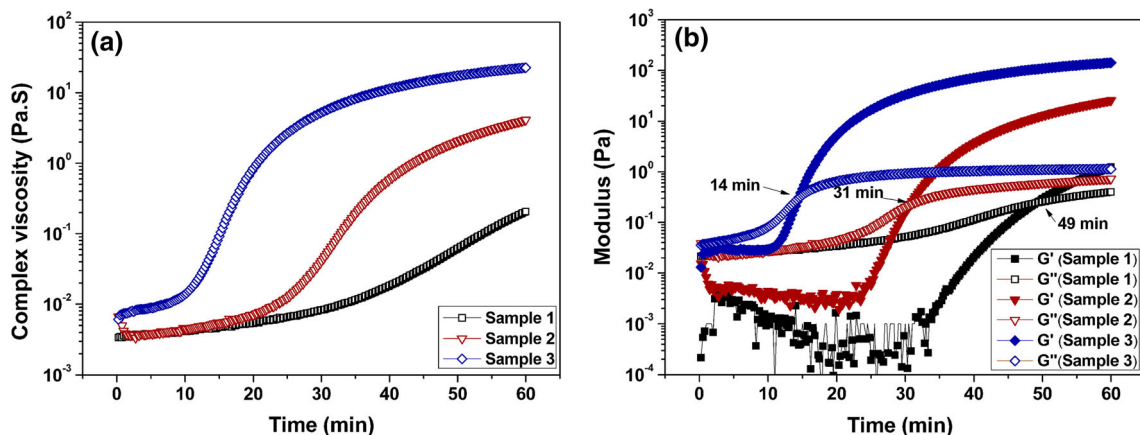 (a)
Complex viscosity (Pa.S)
10²
10¹
10⁰
10⁻¹
10⁻²
10⁻³
0 10 20 30 40 50 60
Time (min)
Sample 1
Sample 2
Sample 3
(b)
Modulus (Pa)
10⁴
10³
10²
10¹
10⁰
10⁻¹
10⁻²
10⁻³
10⁻⁴
0 10 20 30 40 50 60
Time (min)
14 min
31 min
49 min
G' (Sample 1)
G"(Sample 1)
G' (Sample 2)
G"(Sample 2)
G' (Sample 3)
G"(Sample 3)